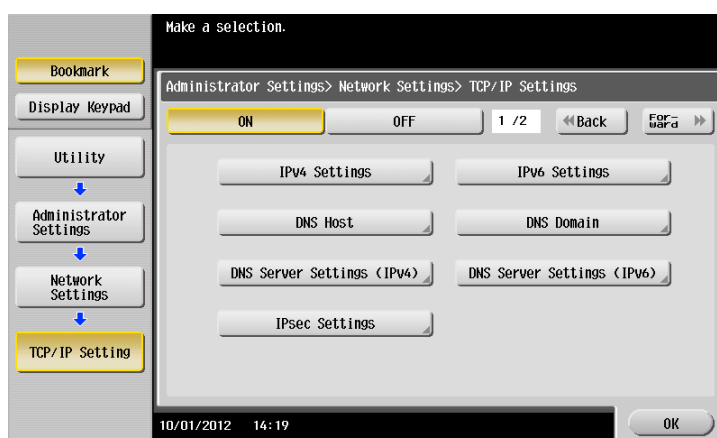 Make a selection.
Bookmark
Display Keypad
Administrator Settings> Network Settings> TCP/IP Settings
ON OFF 1 /2 Back For-
ward
Utility
Administrator
Settings
Network
Settings
TCP/IP Setting
IPv4 Settings IPv6 Settings
DNS Host DNS Domain
DNS Server Settings (IPv4) DNS Server Settings (IPv6)
IPsec Settings
10/01/2012 14:19
OK